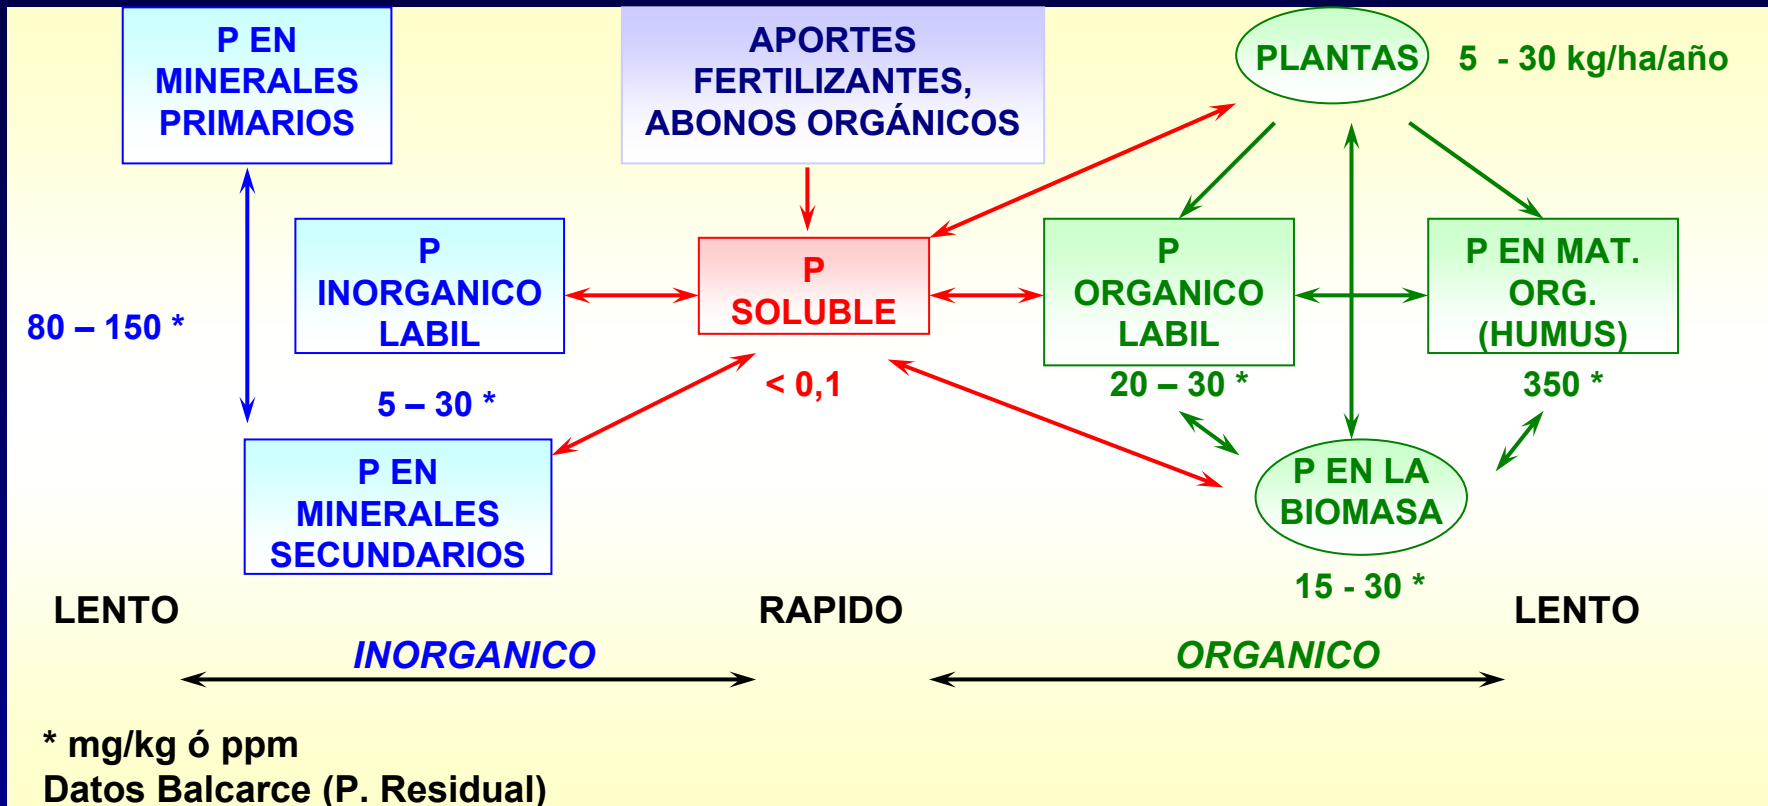 P EN
MINERALES
PRIMARIOS
APORTES
FERTILIZANTES,
ABONOS ORGÁNICOS
PLANTAS
5 - 30 kg/ha/año
P
INORGANICO
LABIL
P
SOLUBLE
P
ORGANICO
LABIL
P EN MAT.
ORG.
(HUMUS)
80 – 150 *
5 – 30 *
< 0,1
20 – 30 *
350 *
P EN
MINERALES
SECUNDARIOS
P EN LA
BIOMASA
15 - 30 *
LENTO
RAPIDO
LENTO
INORGANICO
ORGANICO
* mg/kg ó ppm
Datos Balcarce (P. Residual)